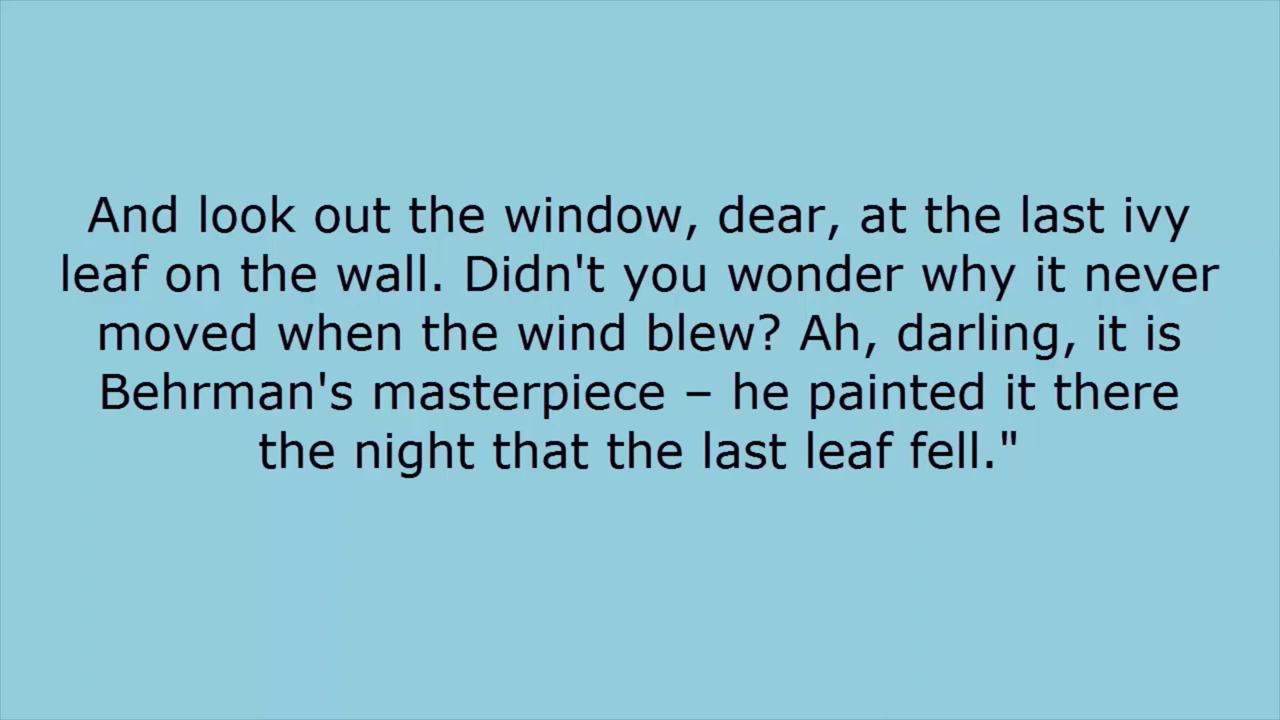 And look out the window, dear, at the last ivy
leaf on the wall. Didn't you wonder why it never
moved when the wind blew? Ah, darling, it is
Behrman's masterpiece – he painted it there
the night that the last leaf fell."